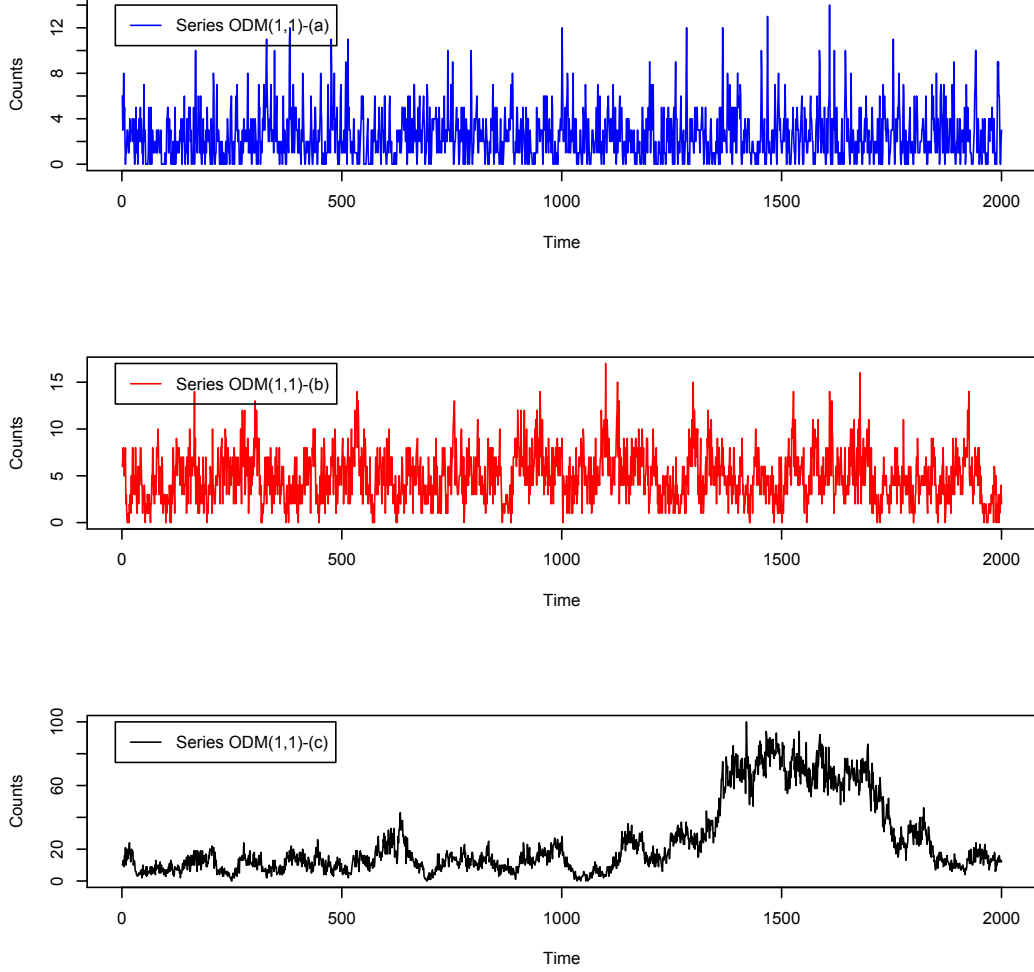 Series ODM(1,1)-(a)
Counts
12
8
4
0
0 500 1000 1500 2000
Time
Series ODM(1,1)-(b)
Counts
15
10
5
0
0 500 1000 1500 2000
Time
Series ODM(1,1)-(c)
Counts
100
60
20
0
0 500 1000 1500 2000
Time